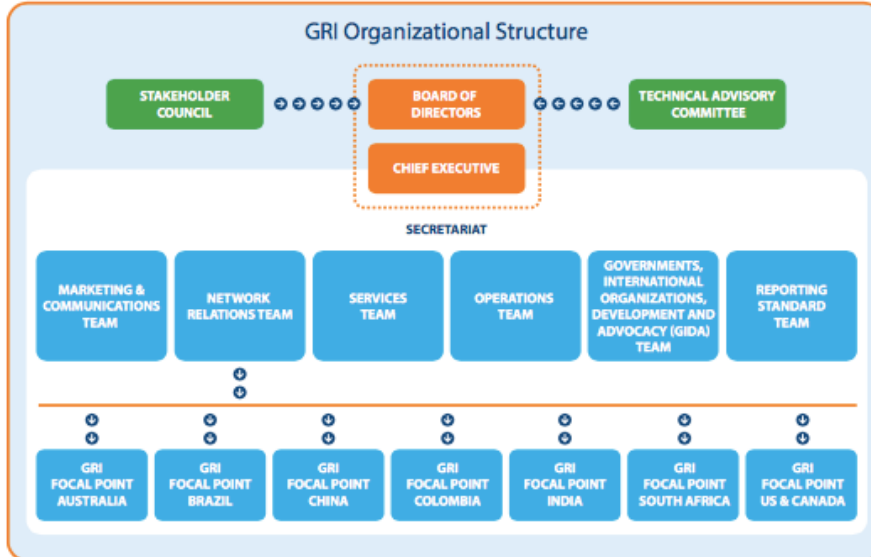 GRI Organizational Structure
STAKEHOLDER
COUNCIL
BOARD OF
DIRECTORS
TECHNICAL ADVISORY
COMMITTEE
CHIEF EXECUTIVE
SECRETARIAT
MARKETING &
COMMUNICATIONS
TEAM
NETWORK
RELATIONS TEAM
SERVICES
TEAM
OPERATIONS
TEAM
GOVERNMENTS,
INTERNATIONAL
ORGANIZATIONS,
DEVELOPMENT AND
ADVOCACY (GIDA)
TEAM
REPORTING
STANDARD
TEAM
GRI
FOCAL POINT
AUSTRALIA
GRI
FOCAL POINT
BRAZIL
GRI
FOCAL POINT
CHINA
GRI
FOCAL POINT
COLOMBIA
GRI
FOCAL POINT
INDIA
GRI
FOCAL POINT
SOUTH AFRICA
GRI
FOCAL POINT
US & CANADA